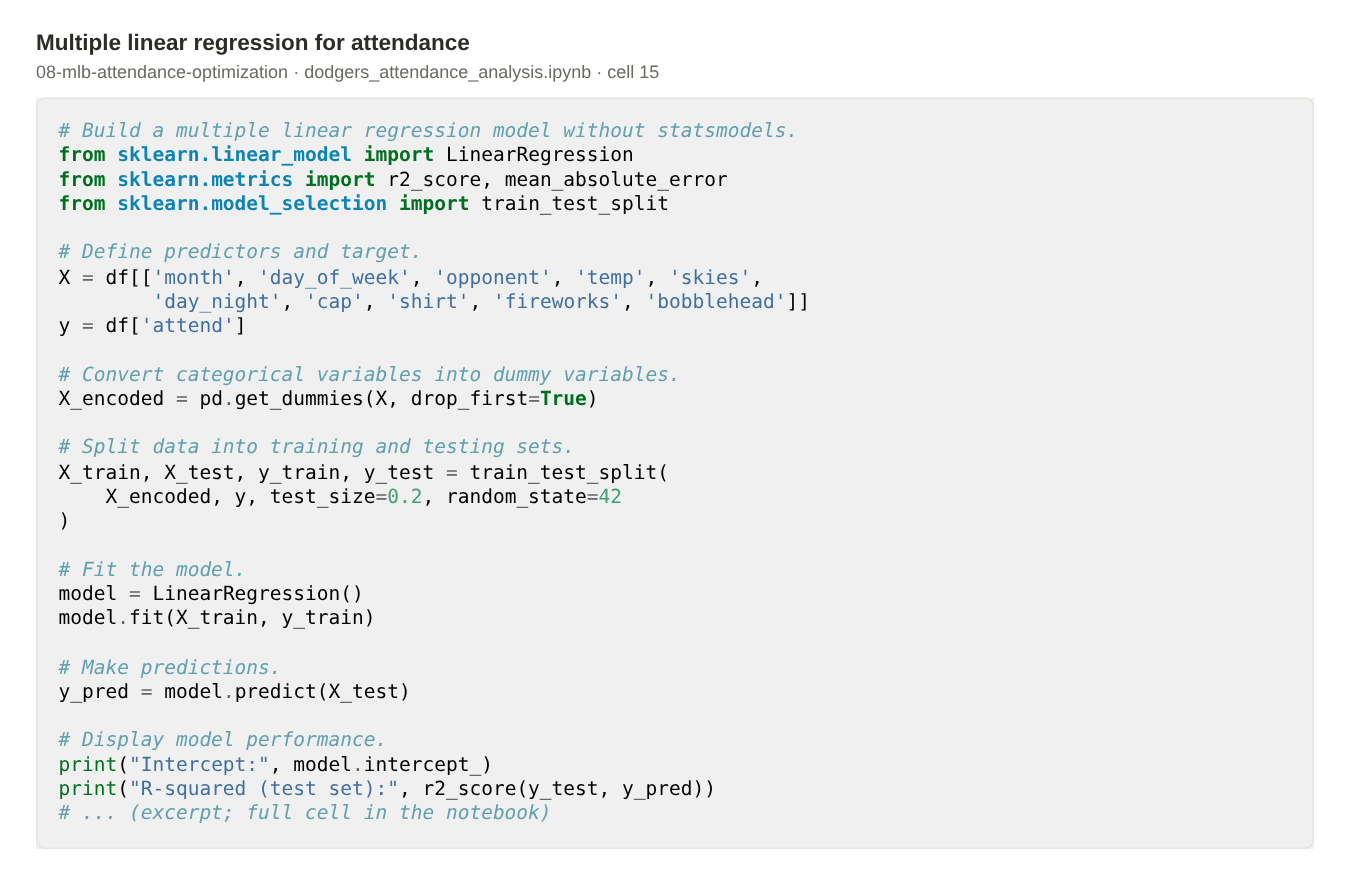 Multiple linear regression for attendance
08-mlb-attendance-optimization · dodgers_attendance_analysis.ipynb · cell 15
# Build a multiple linear regression model without statsmodels.
from sklearn.linear_model import LinearRegression
from sklearn.metrics import r2_score, mean_absolute_error
from sklearn.model_selection import train_test_split

# Define predictors and target.
X = df[['month', 'day_of_week', 'opponent', 'temp', 'skies',
        'day_night', 'cap', 'shirt', 'fireworks', 'bobblehead']]
y = df['attend']

# Convert categorical variables into dummy variables.
X_encoded = pd.get_dummies(X, drop_first=True)

# Split data into training and testing sets.
X_train, X_test, y_train, y_test = train_test_split(
    X_encoded, y, test_size=0.2, random_state=42
)

# Fit the model.
model = LinearRegression()
model.fit(X_train, y_train)

# Make predictions.
y_pred = model.predict(X_test)

# Display model performance.
print("Intercept:", model.intercept_)
print("R-squared (test set):", r2_score(y_test, y_pred))
# ... (excerpt; full cell in the notebook)